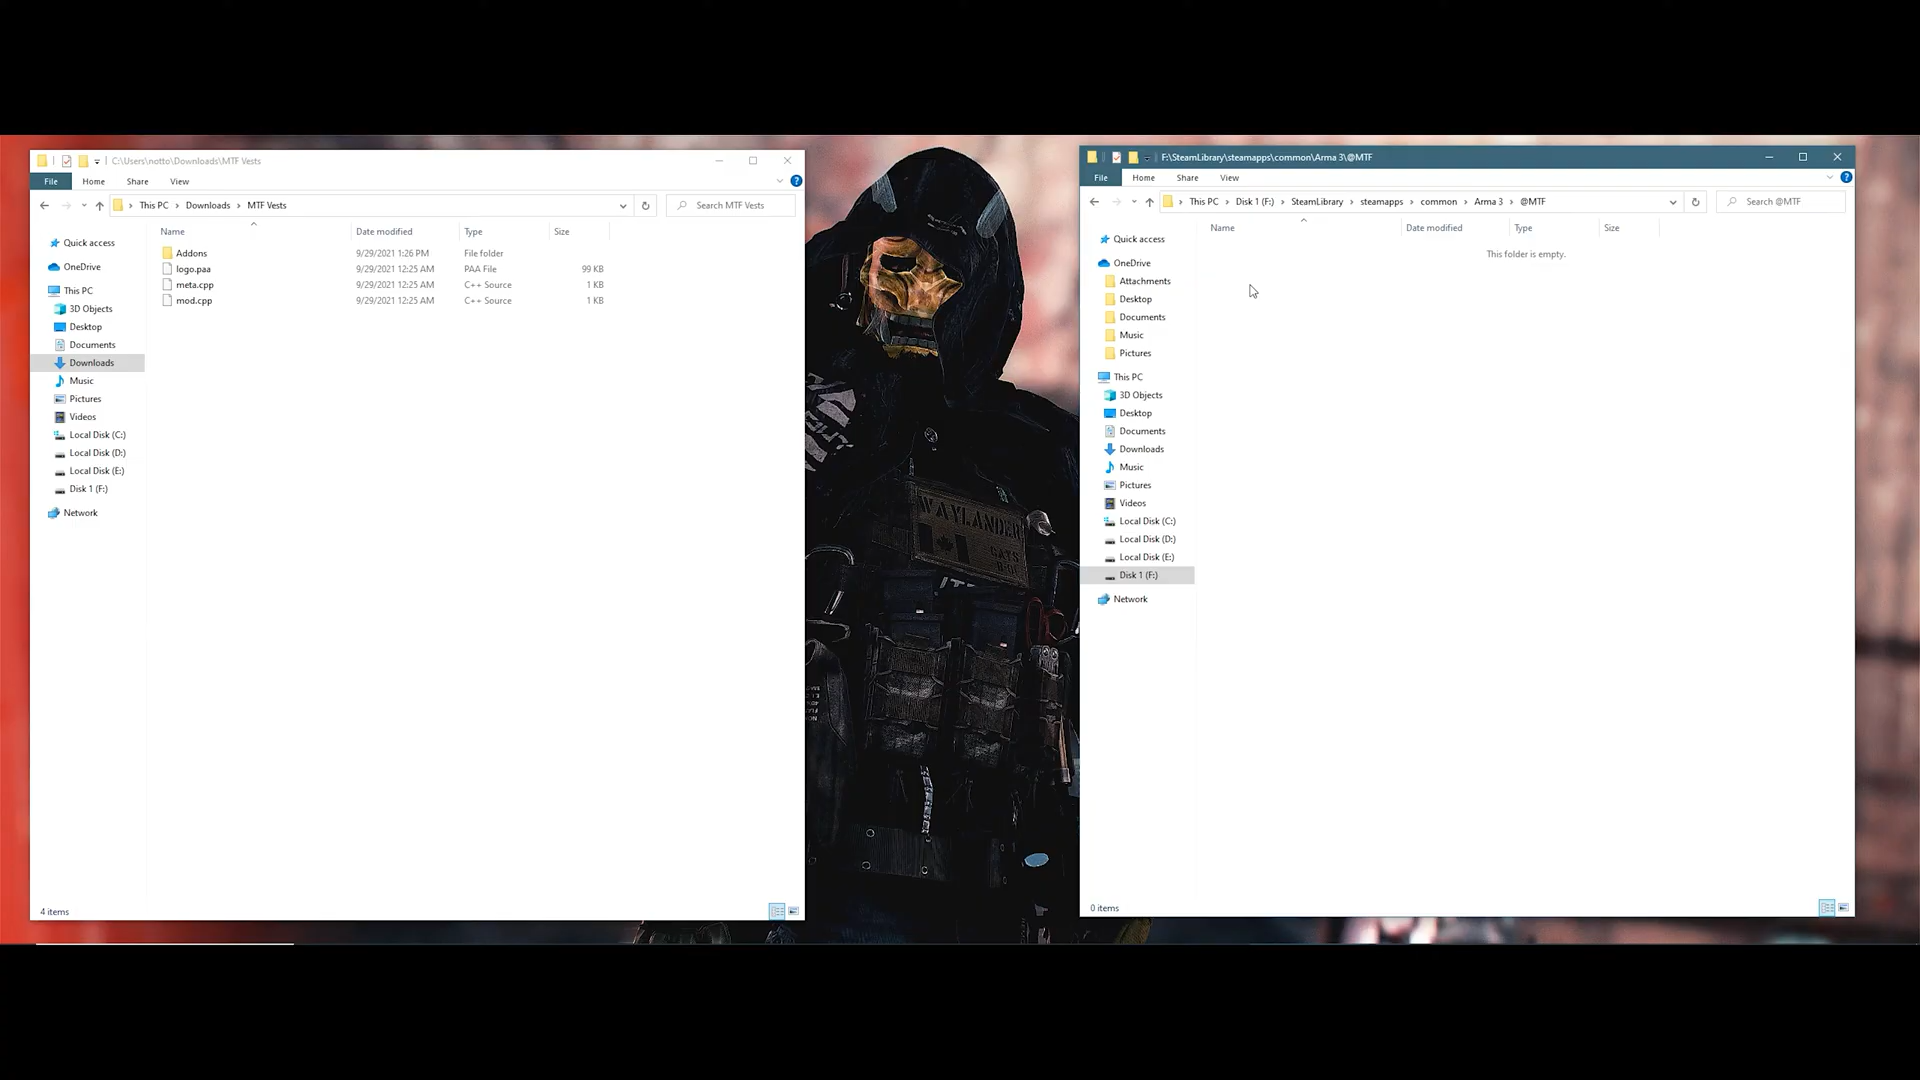 C:\Users\notto\Downloads\MTF Vests
File Home Share View
This PC > Downloads > MTF Vests
Search MTF Vests
Name Date modified Type Size
Quick access
OneDrive
This PC
3D Objects
Desktop
Documents
Downloads
Music
Pictures
Videos
Local Disk (C:)
Local Disk (D:)
Local Disk (E:)
Disk 1 (F:)
Network
Addons 9/29/2021 1:26 PM File folder
logo.paa 9/29/2021 12:25 AM PAA File 99 KB
meta.cpp 9/29/2021 12:25 AM C++ Source 1 KB
mod.cpp 9/29/2021 12:25 AM C++ Source 1 KB
4 items
WAYLANDER
F:\SteamLibrary\steamapps\common\Arma 3\@MTF
File Home Share View
This PC > Disk 1 (F:) > SteamLibrary > steamapps > common > Arma 3 > @MTF
Search @MTF
Name Date modified Type Size
This folder is empty.
Quick access
OneDrive
Attachments
Desktop
Documents
Music
Pictures
This PC
3D Objects
Desktop
Documents
Downloads
Music
Pictures
Videos
Local Disk (C:)
Local Disk (D:)
Local Disk (E:)
Disk 1 (F:)
Network
0 items